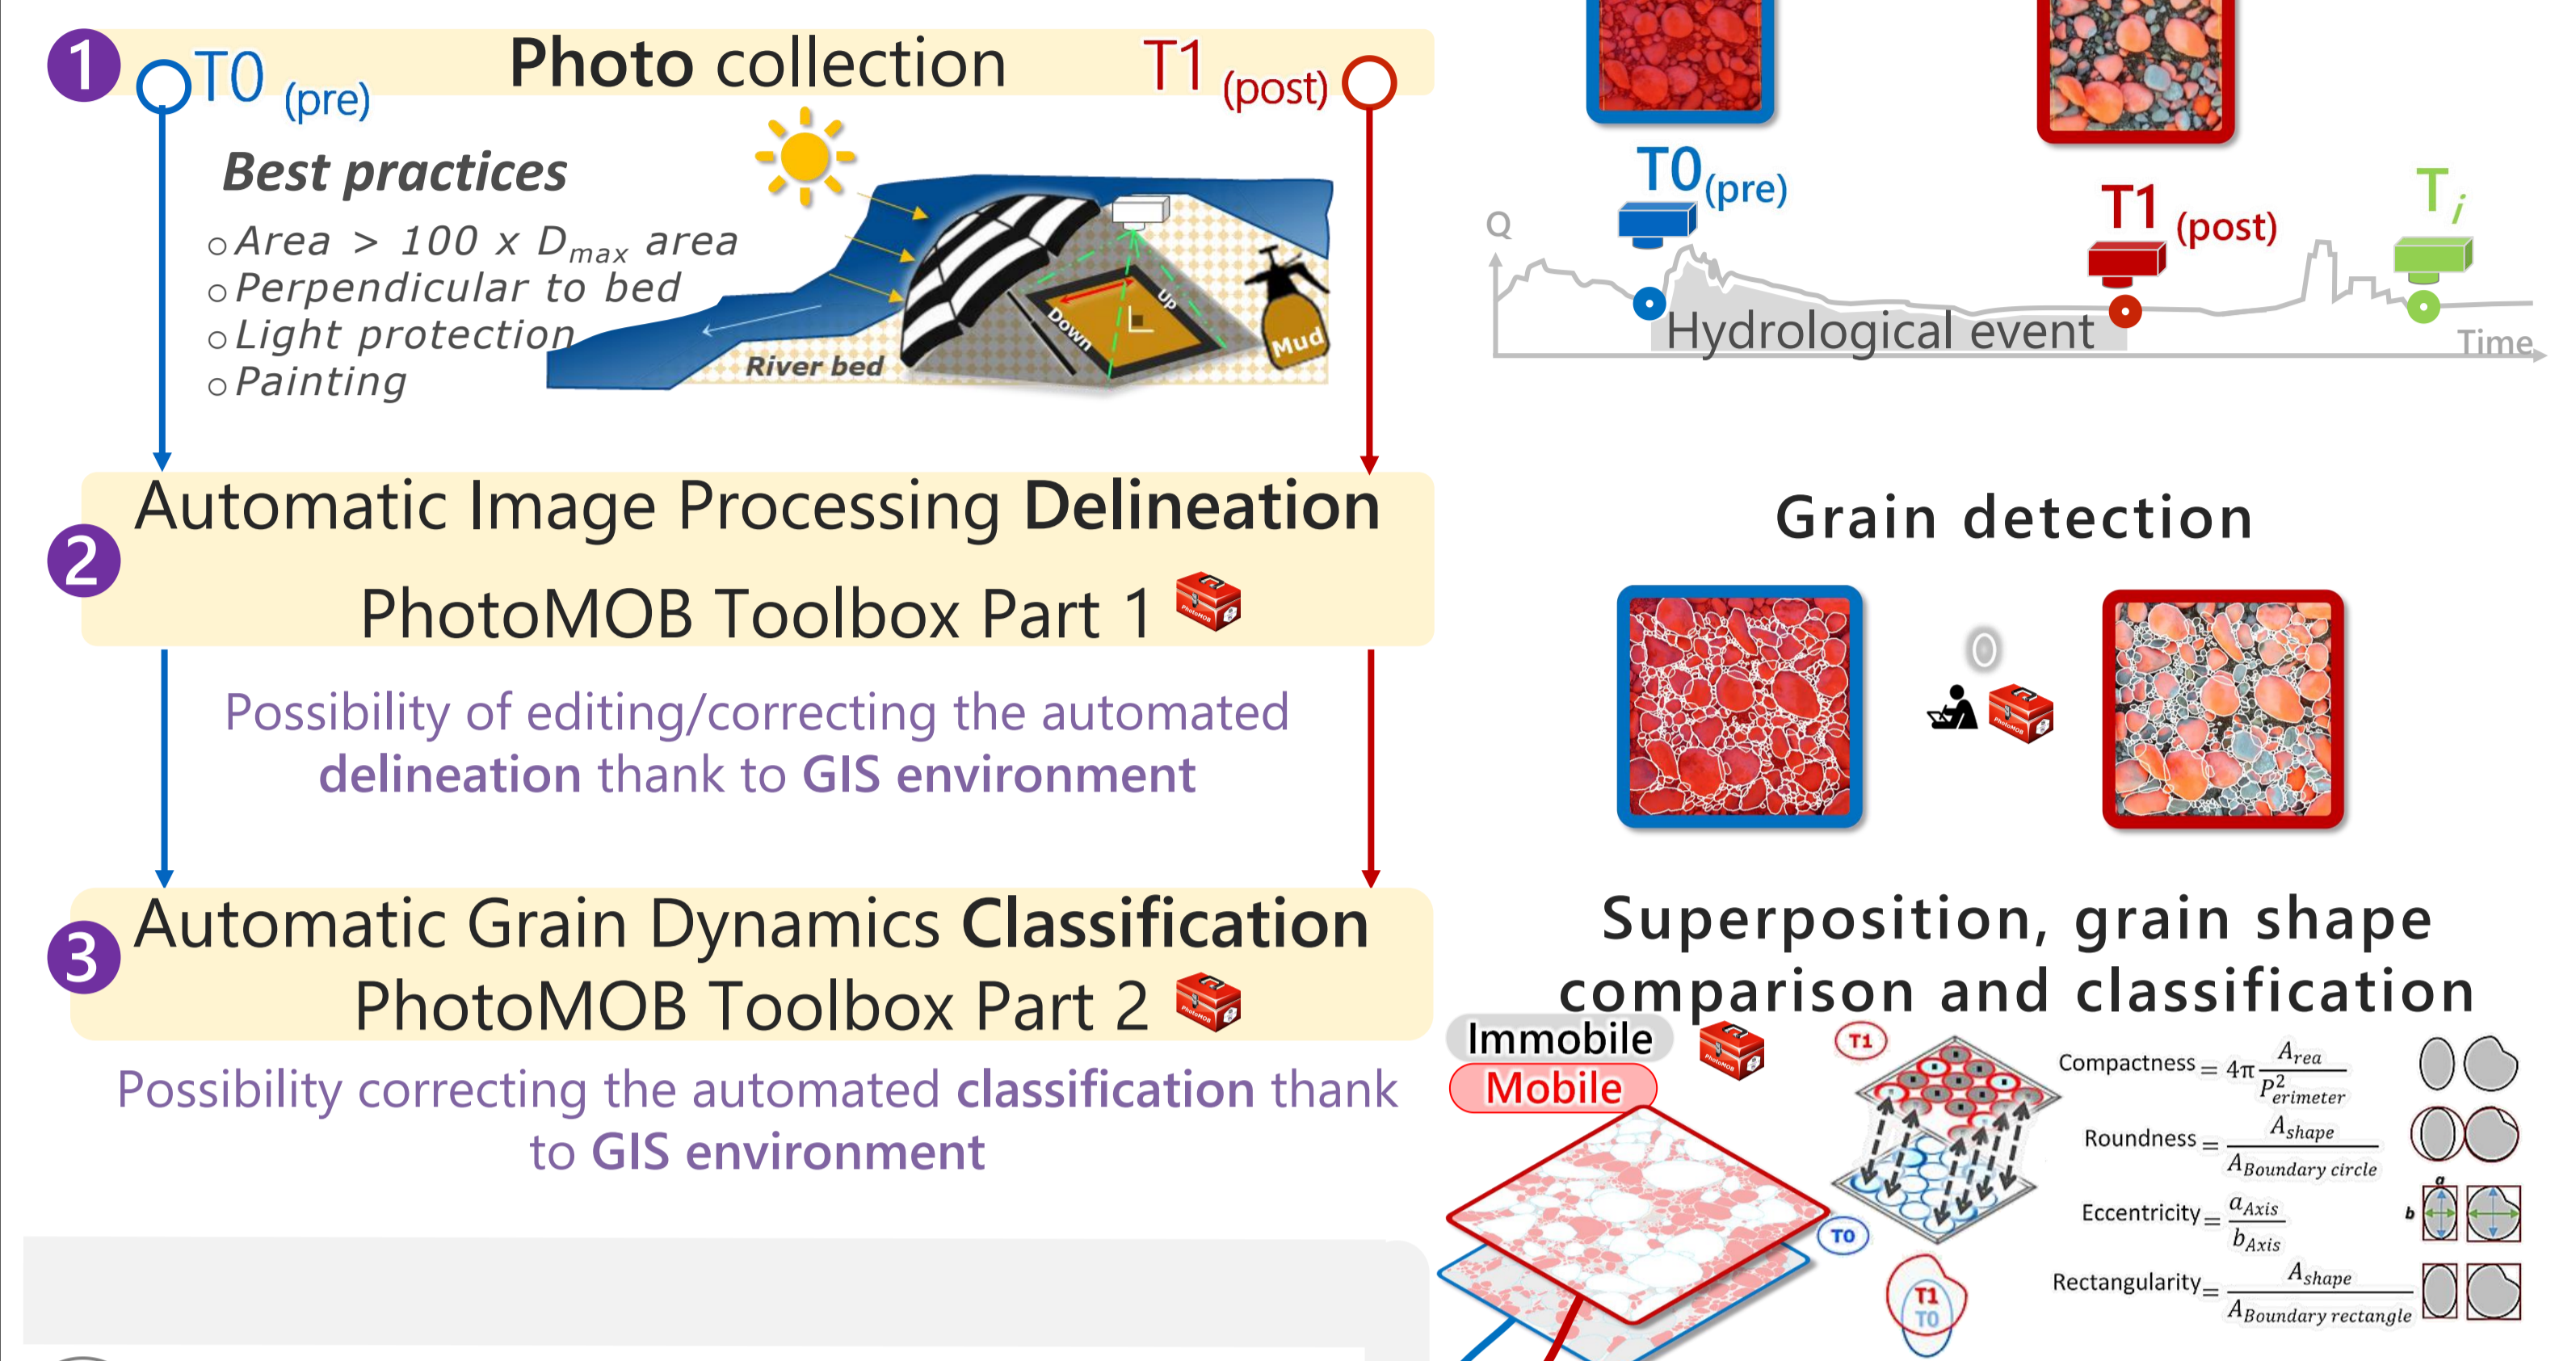 1
T0 (pre)
Photo collection
T1 (post)
Best practices
Area > 100 x Dmax area
Perpendicular to bed
Light protection
Painting
River bed
Down
Up
Mud
T0(pre)
T1 (post)
Ti
Q
Hydrological event
Time
2
Automatic Image Processing Delineation
PhotoMOB Toolbox Part 1
PhotoMOB
Possibility of editing/correcting the automated
delineation thank to GIS environment
Grain detection
PhotoMOB
3
Automatic Grain Dynamics Classification
PhotoMOB Toolbox Part 2
PhotoMOB
Possibility correcting the automated classification thank
to GIS environment
Superposition, grain shape
comparison and classification
Immobile
Mobile
PhotoMOB
T1
T0
T1
T0
Compactness = 4π Area / P²erimeter
Roundness = Ashape / ABoundary circle
Eccentricity = aAxis / bAxis
a
b
Rectangularity = Ashape / ABoundary rectangle